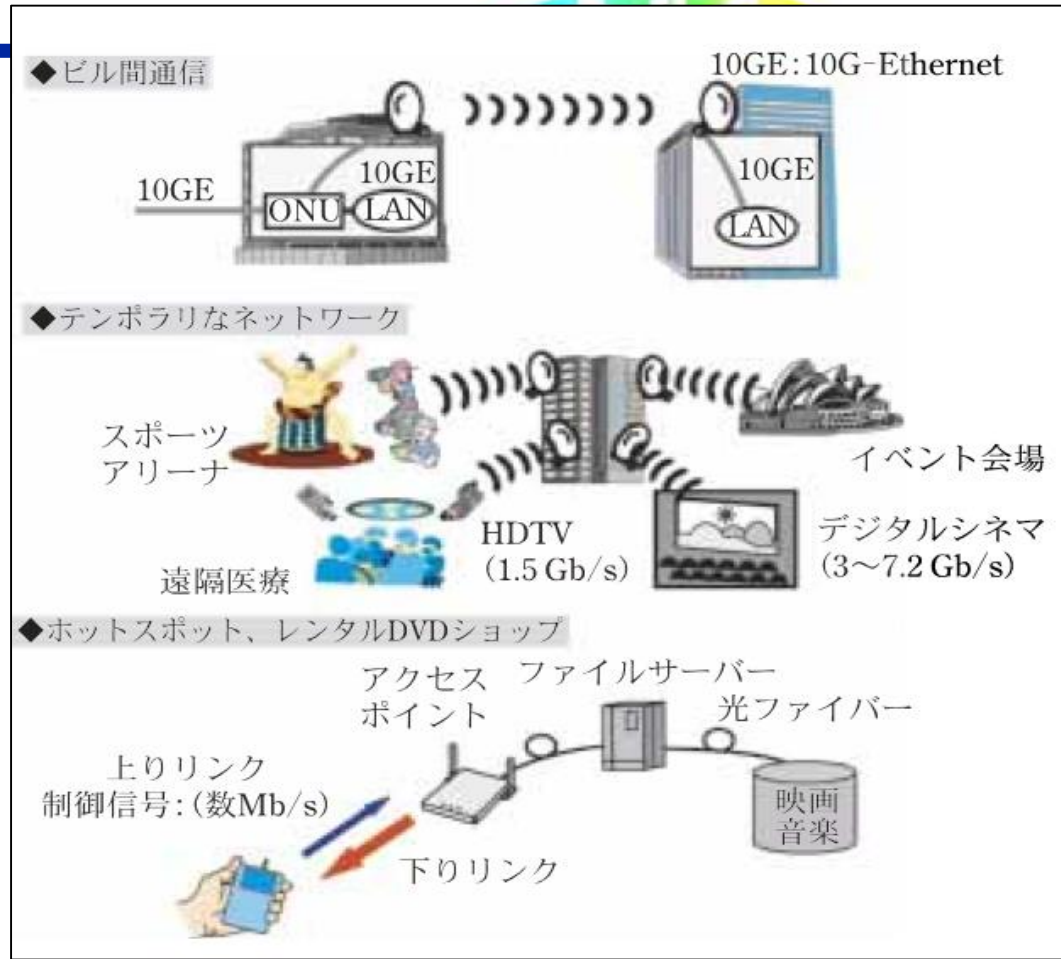 ◆ビル間通信
10GE:10G-Ethernet
10GE
10GE
ONU
LAN
10GE
LAN
◆テンポラリなネットワーク
スポーツ
アリーナ
イベント会場
遠隔医療
HDTV
(1.5 Gb/s)
デジタルシネマ
(3〜7.2 Gb/s)
◆ホットスポット、レンタルDVDショップ
アクセス
ポイント
ファイルサーバー
光ファイバー
上りリンク
制御信号:(数Mb/s)
映画
音楽
下りリンク